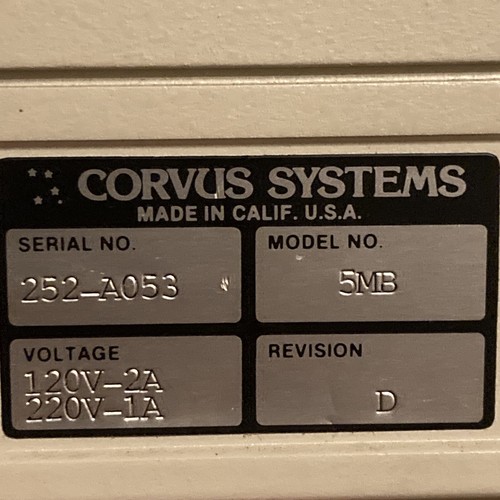 CORVUS SYSTEMS
MADE IN CALIF. U.S.A.
SERIAL NO.
252-A053
MODEL NO.
5MB
VOLTAGE
120V-2A
220V-1A
REVISION
D